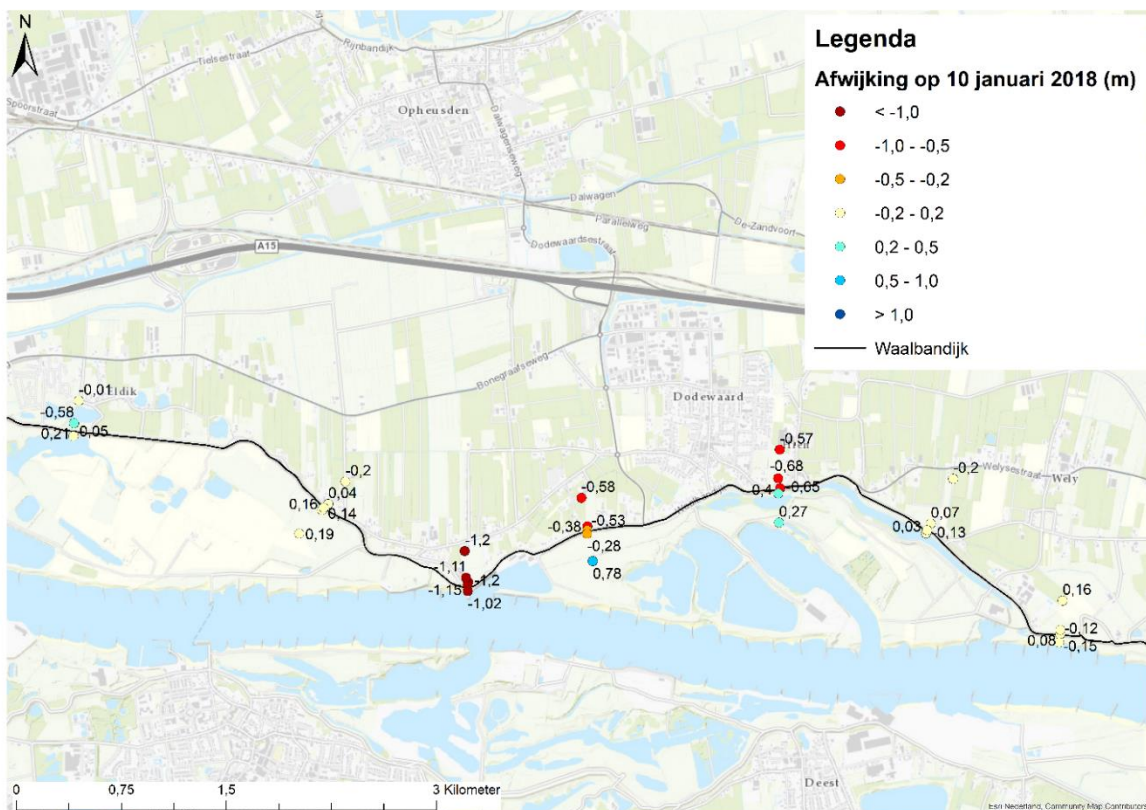 N
Legenda
Afwijking op 10 januari 2018 (m)
< -1,0
-1,0 - -0,5
-0,5 - -0,2
-0,2 - 0,2
0,2 - 0,5
0,5 - 1,0
> 1,0
Waalbandijk
Rijnbandijk
Tielsestraat
Spoorstraat
Opheusden
Dalwagenseweg
Dalwagen
Parallelweg
De-Zandvoort
Dodewaardsestraat
A15
Bonegraafseweg
Eldik
-0,01
-0,58
0,21
-0,05
Dodewaard
-0,57
-0,68
-0,65
0,4
0,27
-0,2
Welysestraat
Wely
-0,2
0,04
0,16
0,14
0,19
-0,58
-0,53
-0,38
-0,28
0,78
0,07
0,03
-0,13
-1,2
-1,11
-1,2
-1,15
-1,02
0,16
-0,12
0,08
-0,15
Deest
0
0,75
1,5
3 Kilometer
Esri Nederland, Community Map Contributors